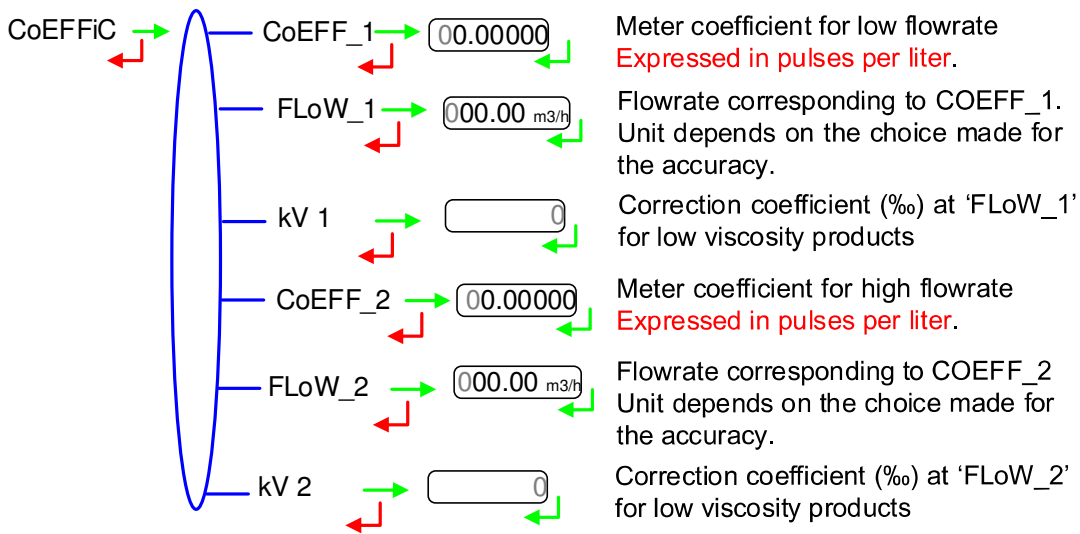 CoEFFiC
CoEFF_1
00.00000
Meter coefficient for low flowrate
Expressed in pulses per liter.
FLoW_1
000.00 m3/h
Flowrate corresponding to COEFF_1.
Unit depends on the choice made for
the accuracy.
kV 1
0
Correction coefficient (‰) at ‘FLoW_1’
for low viscosity products
CoEFF_2
00.00000
Meter coefficient for high flowrate
Expressed in pulses per liter.
FLoW_2
000.00 m3/h
Flowrate corresponding to COEFF_2
Unit depends on the choice made for
the accuracy.
kV 2
0
Correction coefficient (‰) at ‘FLoW_2’
for low viscosity products